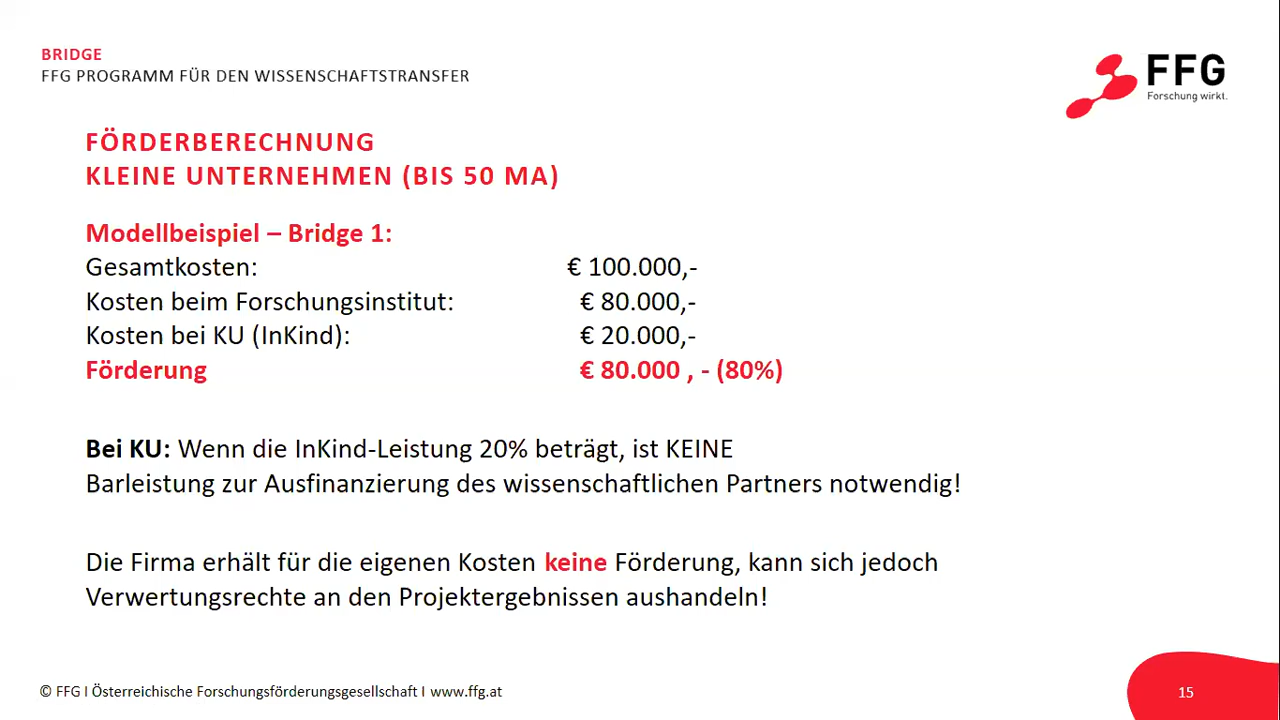 BRIDGE
FFG PROGRAMM FÜR DEN WISSENSCHAFTSTRANSFER
FFG
Forschung wirkt.
FÖRDERBERECHNUNG
KLEINE UNTERNEHMEN (BIS 50 MA)
Modellbeispiel – Bridge 1:
Gesamtkosten: € 100.000,-
Kosten beim Forschungsinstitut: € 80.000,-
Kosten bei KU (InKind): € 20.000,-
Förderung € 80.000 , - (80%)
Bei KU: Wenn die InKind-Leistung 20% beträgt, ist KEINE
Barleistung zur Ausfinanzierung des wissenschaftlichen Partners notwendig!
Die Firma erhält für die eigenen Kosten keine Förderung, kann sich jedoch
Verwertungsrechte an den Projektergebnissen aushandeln!
© FFG I Österreichische Forschungsförderungsgesellschaft I www.ffg.at
15